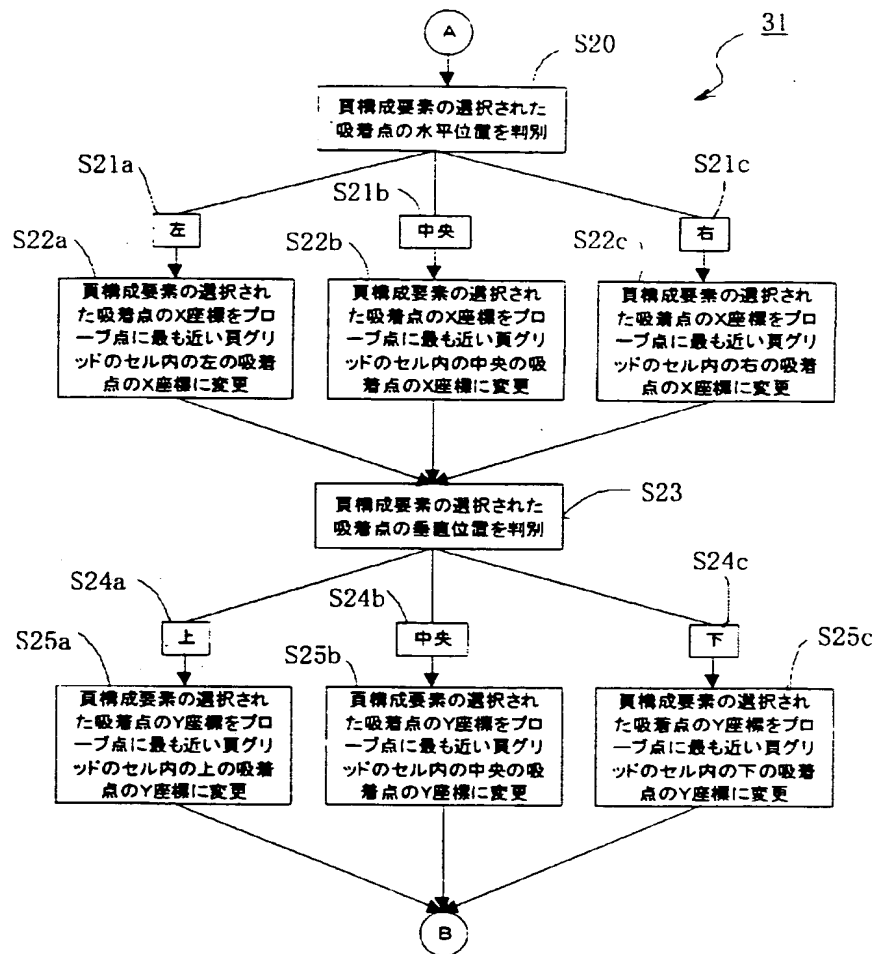 A
S20
31
頁構成要素の選択された
吸着点の水平位置を判別
S21a
S21b
S21c
左
中央
右
S22a
S22b
S22c
頁構成要素の選択され
た吸着点のX座標をプロ
ーブ点に最も近い頁グリ
ッドのセル内の左の吸着
点のX座標に変更
頁構成要素の選択され
た吸着点のX座標をプロ
ーブ点に最も近い頁グリ
ッドのセル内の中央の吸
着点のX座標に変更
頁構成要素の選択され
た吸着点のX座標をプロ
ーブ点に最も近い頁グリ
ッドのセル内の右の吸着
点のX座標に変更
頁構成要素の選択された
吸着点の垂直位置を判別
S23
S24a
S24b
S24c
上
中央
下
S25a
S25b
S25c
頁構成要素の選択され
た吸着点のY座標をプロ
ーブ点に最も近い頁グリ
ッドのセル内の上の吸着
点のY座標に変更
頁構成要素の選択され
た吸着点のY座標をプロ
ーブ点に最も近い頁グリ
ッドのセル内の中央の吸
着点のY座標に変更
頁構成要素の選択され
た吸着点のY座標をプロ
ーブ点に最も近い頁グリ
ッドのセル内の下の吸着
点のY座標に変更
B